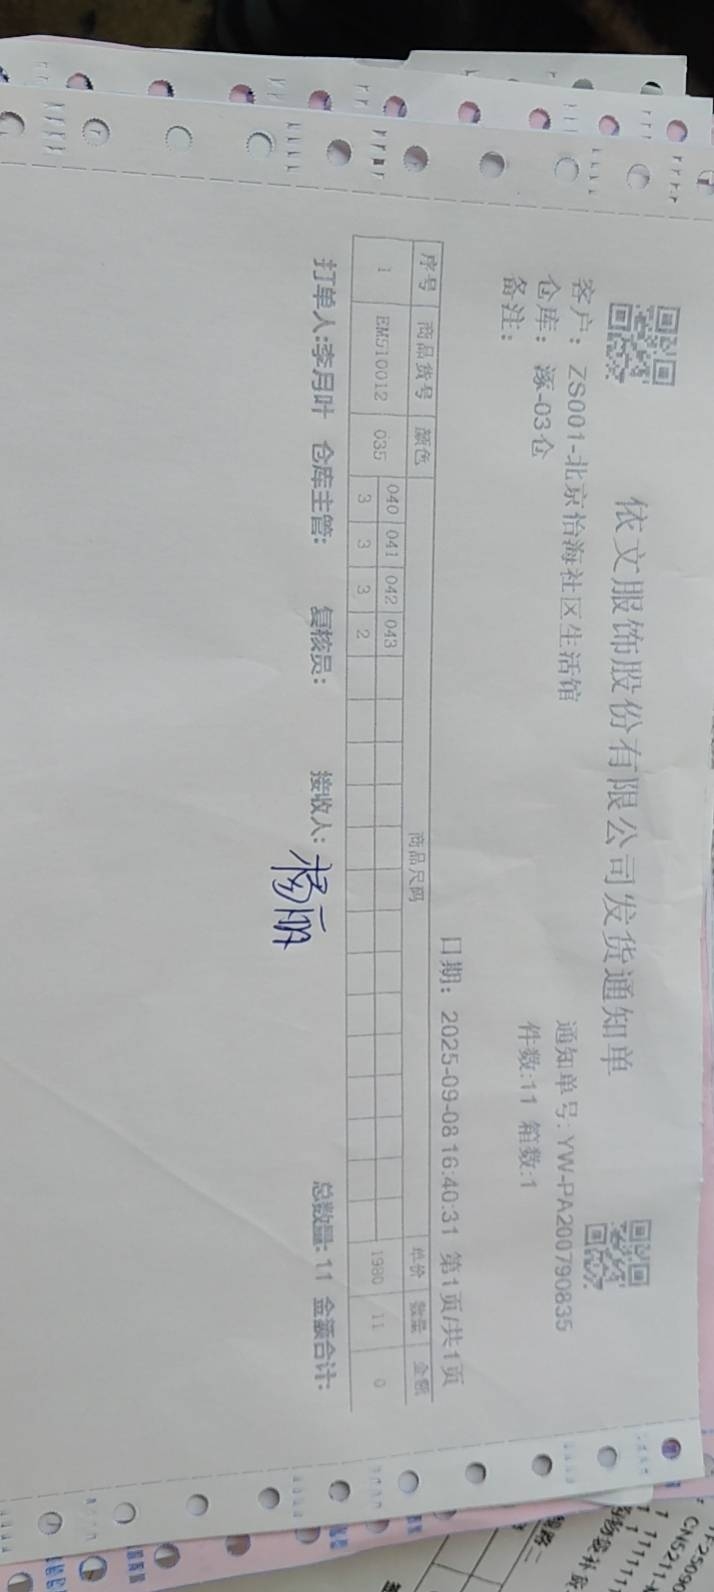 依文服饰股份有限公司发货通知单
客户：ZS001-北京怡海社区生活馆 通知单号:YW-PA200790835
仓库：涿-03仓 件数:11 箱数:1
备注：
日期：2025-09-08 16:40:31 第1页/共1页
序号 商品货号 颜色 商品尺码 单价 数量 金额
040 041 042 043
1 EM510012 035 3 3 3 2 1980 11 0
打单人:李月叶 仓库主管: 复核员: 接收人: 杨丽 总数量: 11 金额合计: